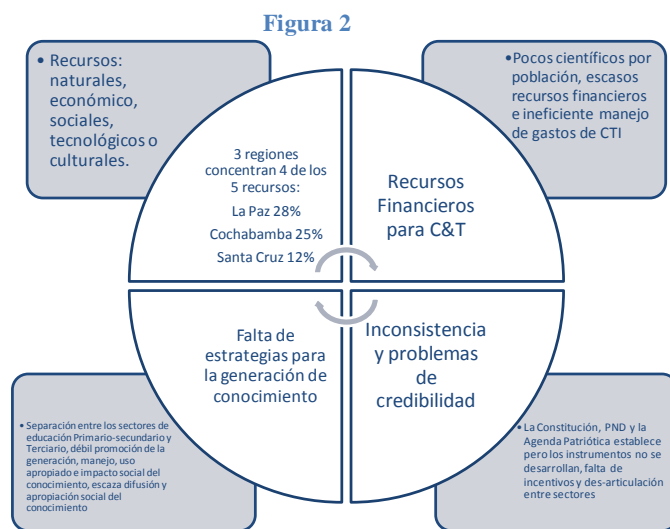 Figura 2
• Recursos:
naturales,
económico,
sociales,
tecnológicos o
culturales.
• Pocos científicos por
población, escasos
recursos financieros
e ineficiente manejo
de gastos de CTI
3 regiones
concentran 4 de los
5 recursos:
La Paz 28%
Cochabamba 25%
Santa Cruz 12%
Recursos
Financieros
para C&T
Falta de
estrategias para
la generación de
conocimiento
Inconsistencia
y problemas
de
credibilidad
• Separación entre los sectores de
educación Primario-secundario y
Terciario, débil promoción de la
generación, manejo, uso
apropiado e impacto social del
conocimiento, escaza difusión y
apropiación social del
conocimiento
• La Constitución, PND y la
Agenda Patriótica establece
pero los instrumentos no se
desarrollan, falta de
incentivos y des-articulación
entre sectores